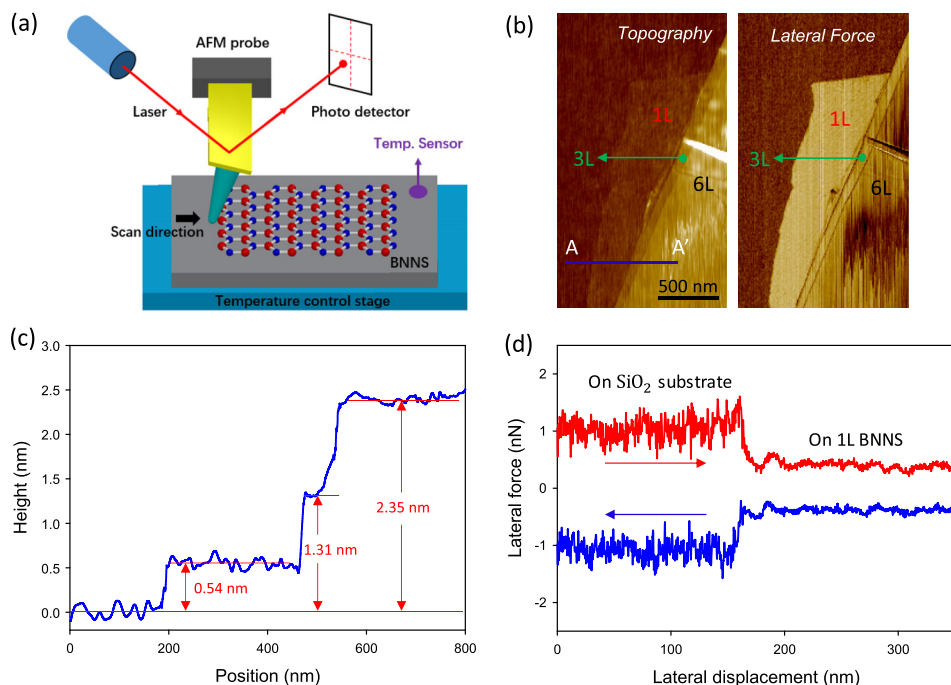 (a)
AFM probe
Laser
Photo detector
Temp. Sensor
Scan direction
BNNS
Temperature control stage
(b)
Topography
1L
3L
6L
A
A'
500 nm
Lateral Force
1L
3L
6L
(c)
3.0
2.5
2.0
1.5
1.0
0.5
0.0
Height (nm)
0.54 nm
1.31 nm
2.35 nm
0
200
400
600
800
Position (nm)
(d)
2
1
0
-1
-2
Lateral force (nN)
On SiO₂ substrate
On 1L BNNS
0
100
200
300
Lateral displacement (nm)